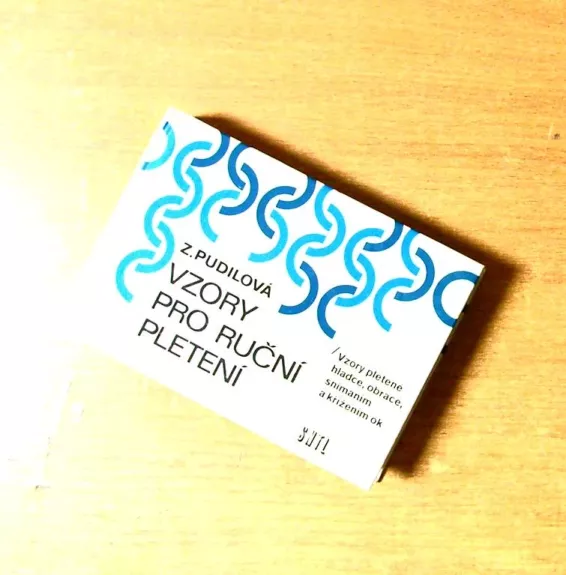 Z. PUDILOVÁ
VZORY
PRO RUČNÍ
PLETENÍ
/vzory pletené
hladce, obrace,
snímáním
a křížením ok
SNTL